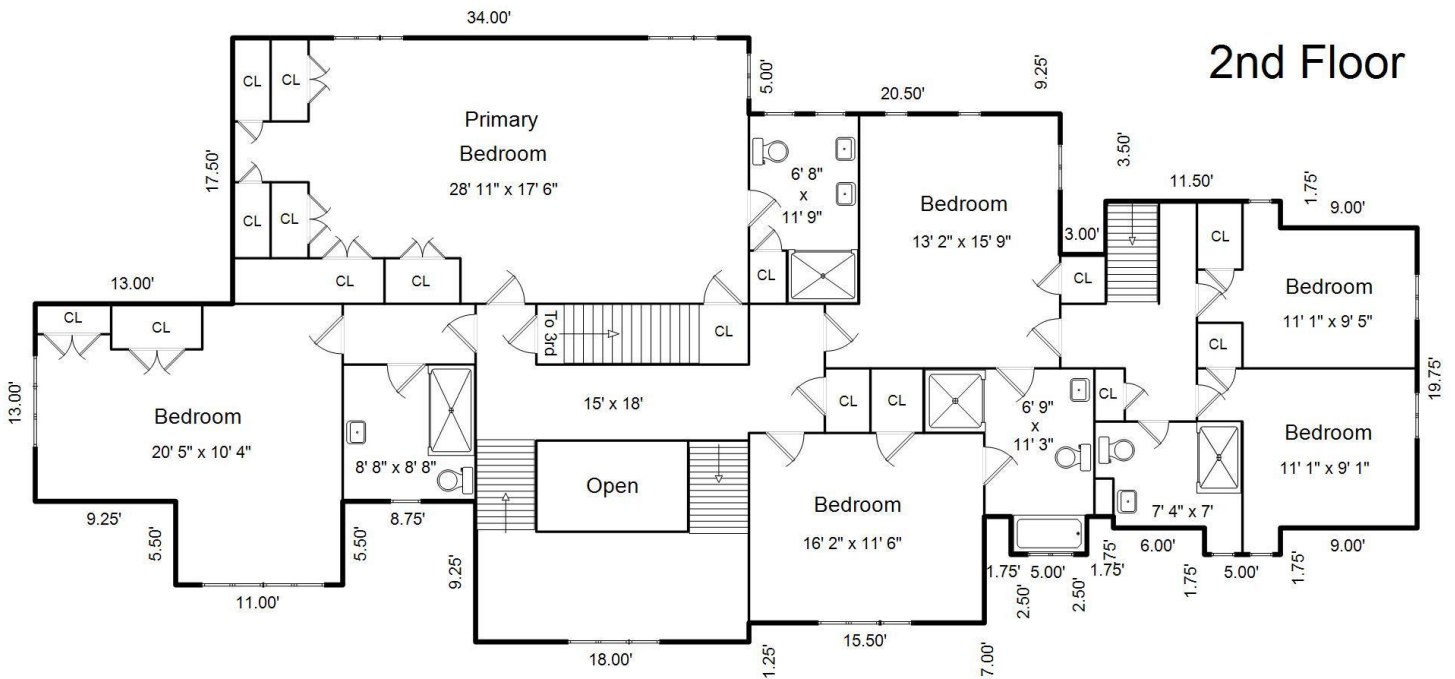 34.00'
2nd Floor
CL
CL
Primary
Bedroom
28' 11" x 17' 6"
5.00'
20.50'
9.25'
17.50'
6' 8"
x
11' 9"
3.50'
11.50'
1.75'
9.00'
Bedroom
13' 2" x 15' 9"
3.00'
CL
CL
CL
CL
CL
CL
CL
CL
Bedroom
11' 1" x 9' 5"
13.00'
CL
CL
To 3rd
CL
CL
13.00'
Bedroom
20' 5" x 10' 4"
15' x 18'
CL
CL
6' 9"
x
11' 3"
CL
19.75'
Bedroom
11' 1" x 9' 1"
8' 8" x 8' 8"
Open
Bedroom
16' 2" x 11' 6"
7' 4" x 7'
9.25'
5.50'
11.00'
5.50'
8.75'
9.25'
18.00'
1.25'
15.50'
7.00'
1.75'
2.50'
5.00'
2.50'
1.75'
1.75'
6.00'
1.75'
5.00'
1.75'
9.00'